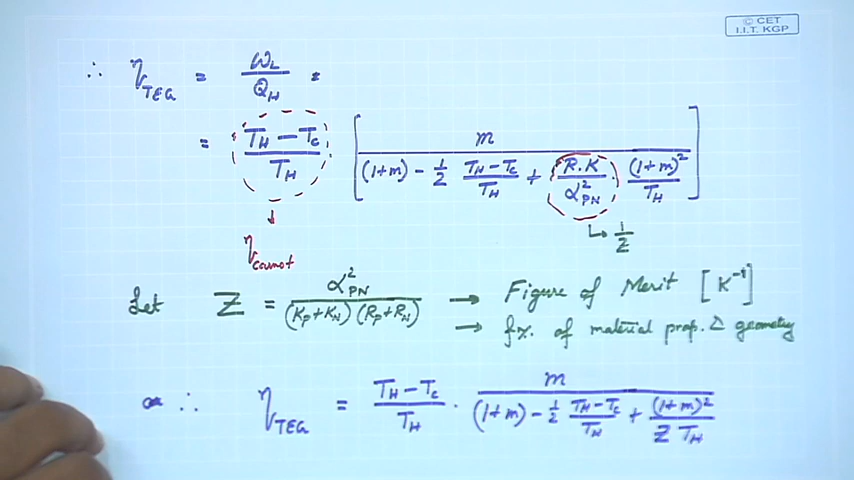 © CET
I.I.T. KGP
∴ η_TEG = W_L / Q_H =
= (T_H − T_C) / T_H [ m / ((1+m) − 1/2 (T_H − T_C)/T_H + R.K/α²_PN · (1+m)²/T_H) ]
↓ η_carnot
↳ 1/Z
Let Z = α²_PN / ((K_P+K_N) (R_P+R_N)) → Figure of Merit [K⁻¹]
→ fx. of material prop. & geometry
∴ η_TEG = (T_H − T_C)/T_H · m / ((1+m) − 1/2 (T_H − T_C)/T_H + (1+m)²/(Z T_H))